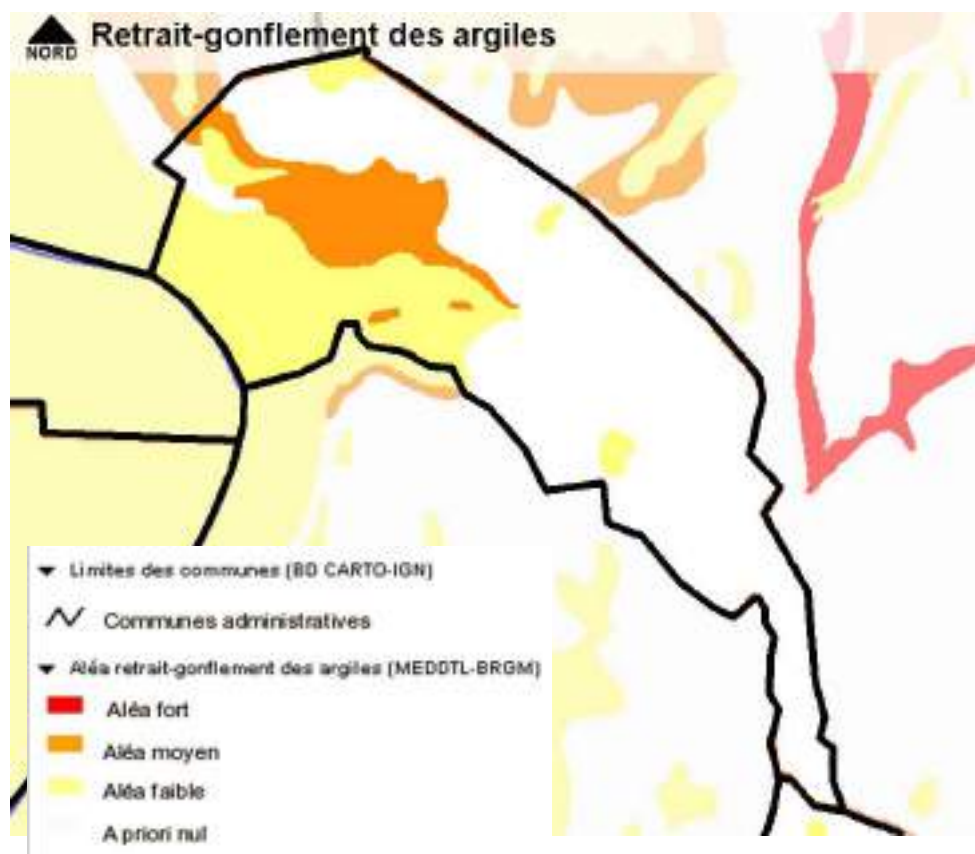 NORD
Retrait-gonflement des argiles
Limites des communes (BD CARTO-IGN)
Communes administratives
Aléa retrait-gonflement des argiles (MEDDTL-BRGM)
Aléa fort
Aléa moyen
Aléa faible
A priori nul